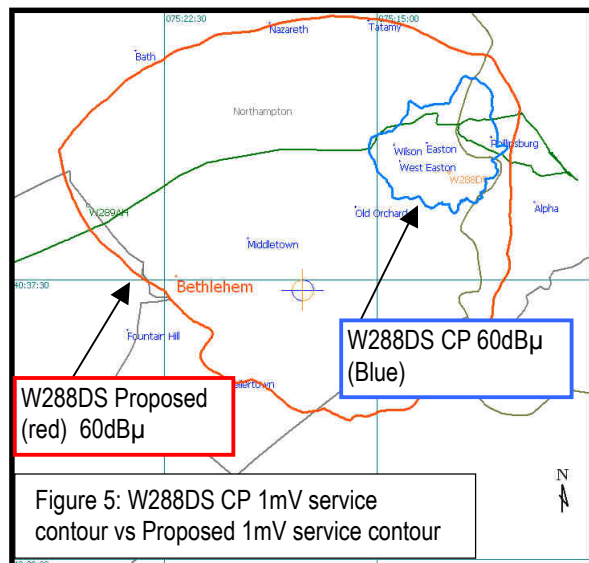 075:22:30
075:15:00
Nazareth
Tatamy
Bath
Northampton
Wilson
Easton
Phillipsburg
West Easton
W288DS
W289AH
Old Orchard
Alpha
Middletown
40:37:30
Bethlehem
Fountain Hill
W288DS CP 60dBµ
(Blue)
W288DS Proposed
(red) 60dBµ
ellertown
N
Figure 5: W288DS CP 1mV service
contour vs Proposed 1mV service contour